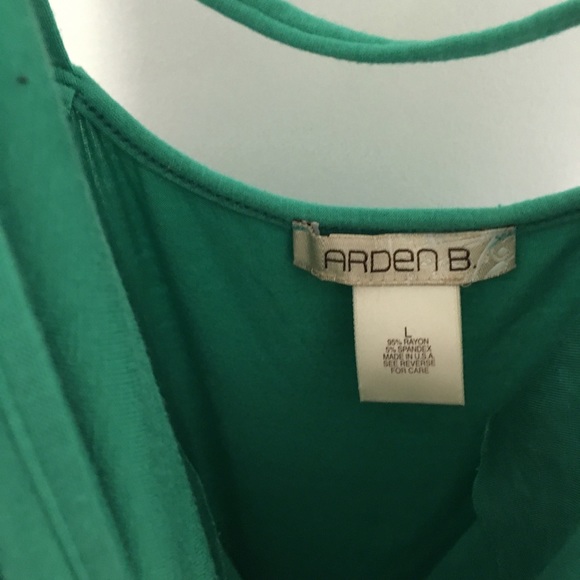 ARDEN B.
L
95% RAYON
5% SPANDEX
MADE IN U.S.A.
SEE REVERSE
FOR CARE